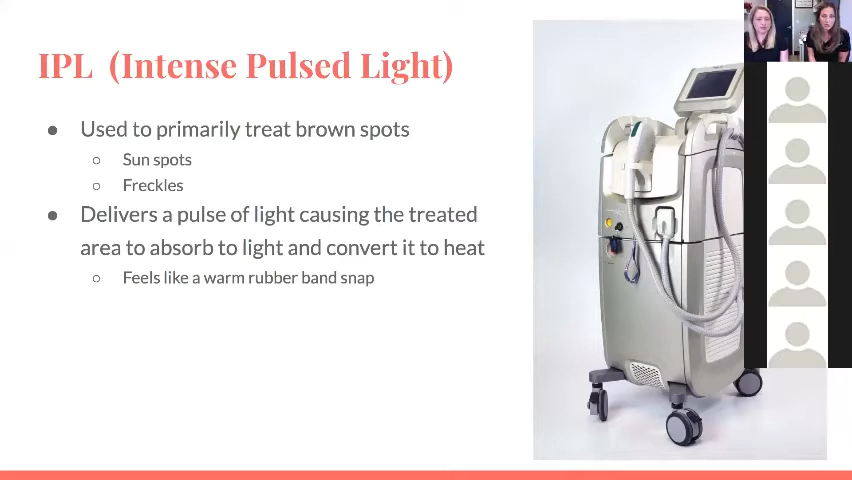 IPL (Intense Pulsed Light)
● Used to primarily treat brown spots
○ Sun spots
○ Freckles
● Delivers a pulse of light causing the treated
area to absorb to light and convert it to heat
○ Feels like a warm rubber band snap